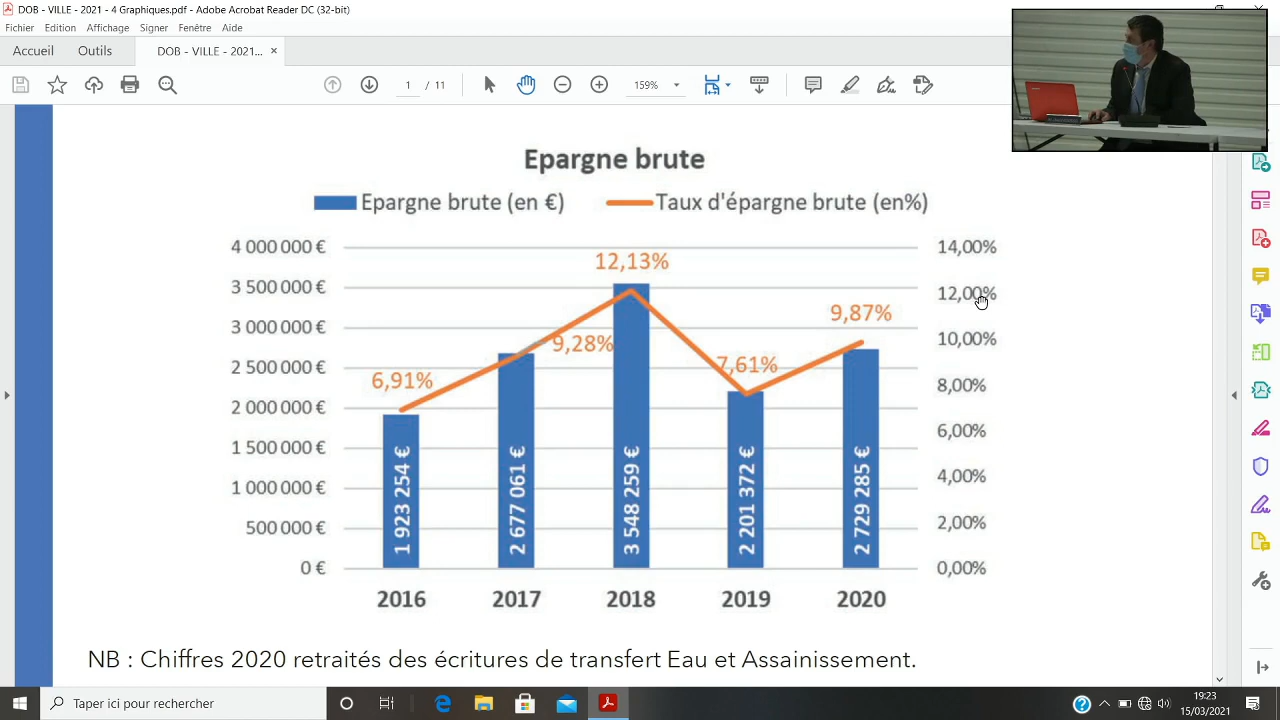 DOB - VILLE - 2021 - 4 Graphiques.pdf - Adobe Acrobat Reader DC (32-bit)
Fichier Edition Affichage Signer Fenêtre Aide
Accueil Outils DOB - VILLE - 2021... ×
1 / 11 159%
Epargne brute
Epargne brute (en €) Taux d'épargne brute (en%)
4 000 000 € 14,00%
12,13%
3 500 000 € 12,00%
9,87%
3 000 000 € 10,00%
9,28%
2 500 000 € 8,00%
7,61%
6,91%
2 000 000 € 6,00%
1 500 000 € 4,00%
1 000 000 € 2,00%
500 000 € 0,00%
0 €
1 923 254 €
2 677 061 €
3 548 259 €
2 201 372 €
2 729 285 €
2016 2017 2018 2019 2020
NB : Chiffres 2020 retraités des écritures de transfert Eau et Assainissement.
Taper ici pour rechercher
19:23
15/03/2021